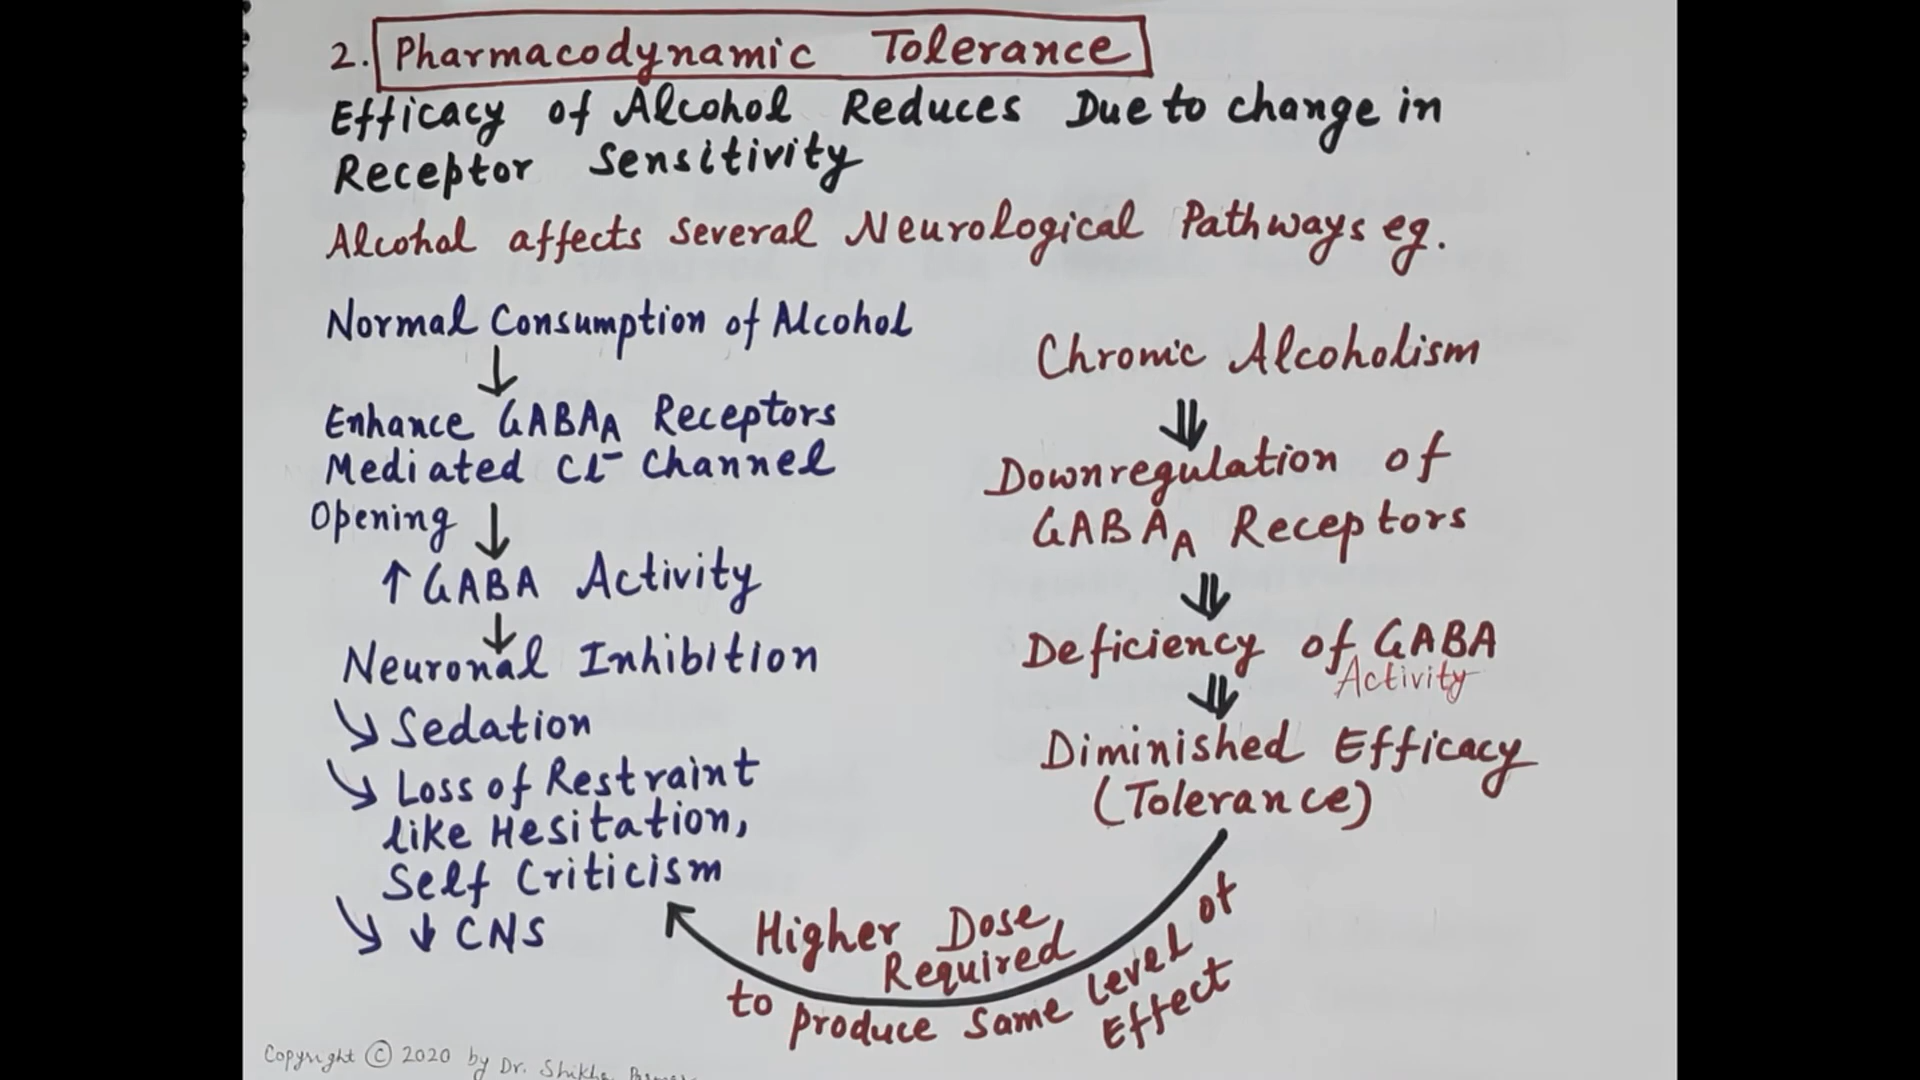 2. Pharmacodynamic Tolerance
Efficacy of Alcohol Reduces Due to change in
Receptor Sensitivity
Alcohal affects several Neurological Pathways eg.
Normal Consumption of Alcohol
↓
Enhance GABAA Receptors
Mediated Cl⁻ Channel
Opening ↓
↑ GABA Activity
↓
Neuronal Inhibition
↘ Sedation
↘ Loss of Restraint
like Hesitation,
Self Criticism
↘ ↓ CNS
Chronic Alcoholism
⇓
Downregulation of
GABAA Receptors
⇓
Deficiency of GABA
Activity
⇓
Diminished Efficacy
(Tolerance)
Higher Dose
Required
to produce same level of
Effect
Copyright © 2020 by Dr. Shikha